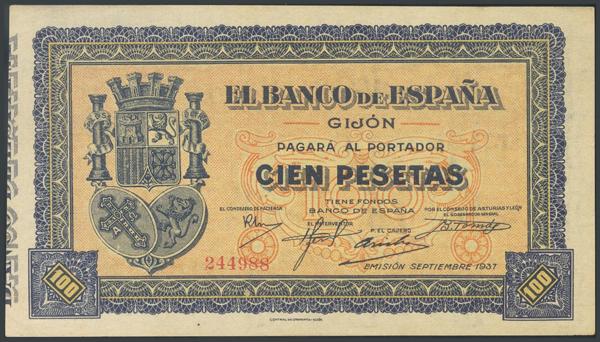 EL BANCO DE ESPAÑA
GIJÓN
PAGARÁ AL PORTADOR
CIEN PESETAS
TIENE FONDOS
BANCO DE ESPAÑA
EL CONSEJERO DE HACIENDA
EL INTERVENTOR
P. EL CAJERO
POR EL CONSEJO DE ASTURIAS Y LEÓN
EL GOBERNADOR GENERAL
244988
EMISIÓN SEPTIEMBRE 1937
100
100